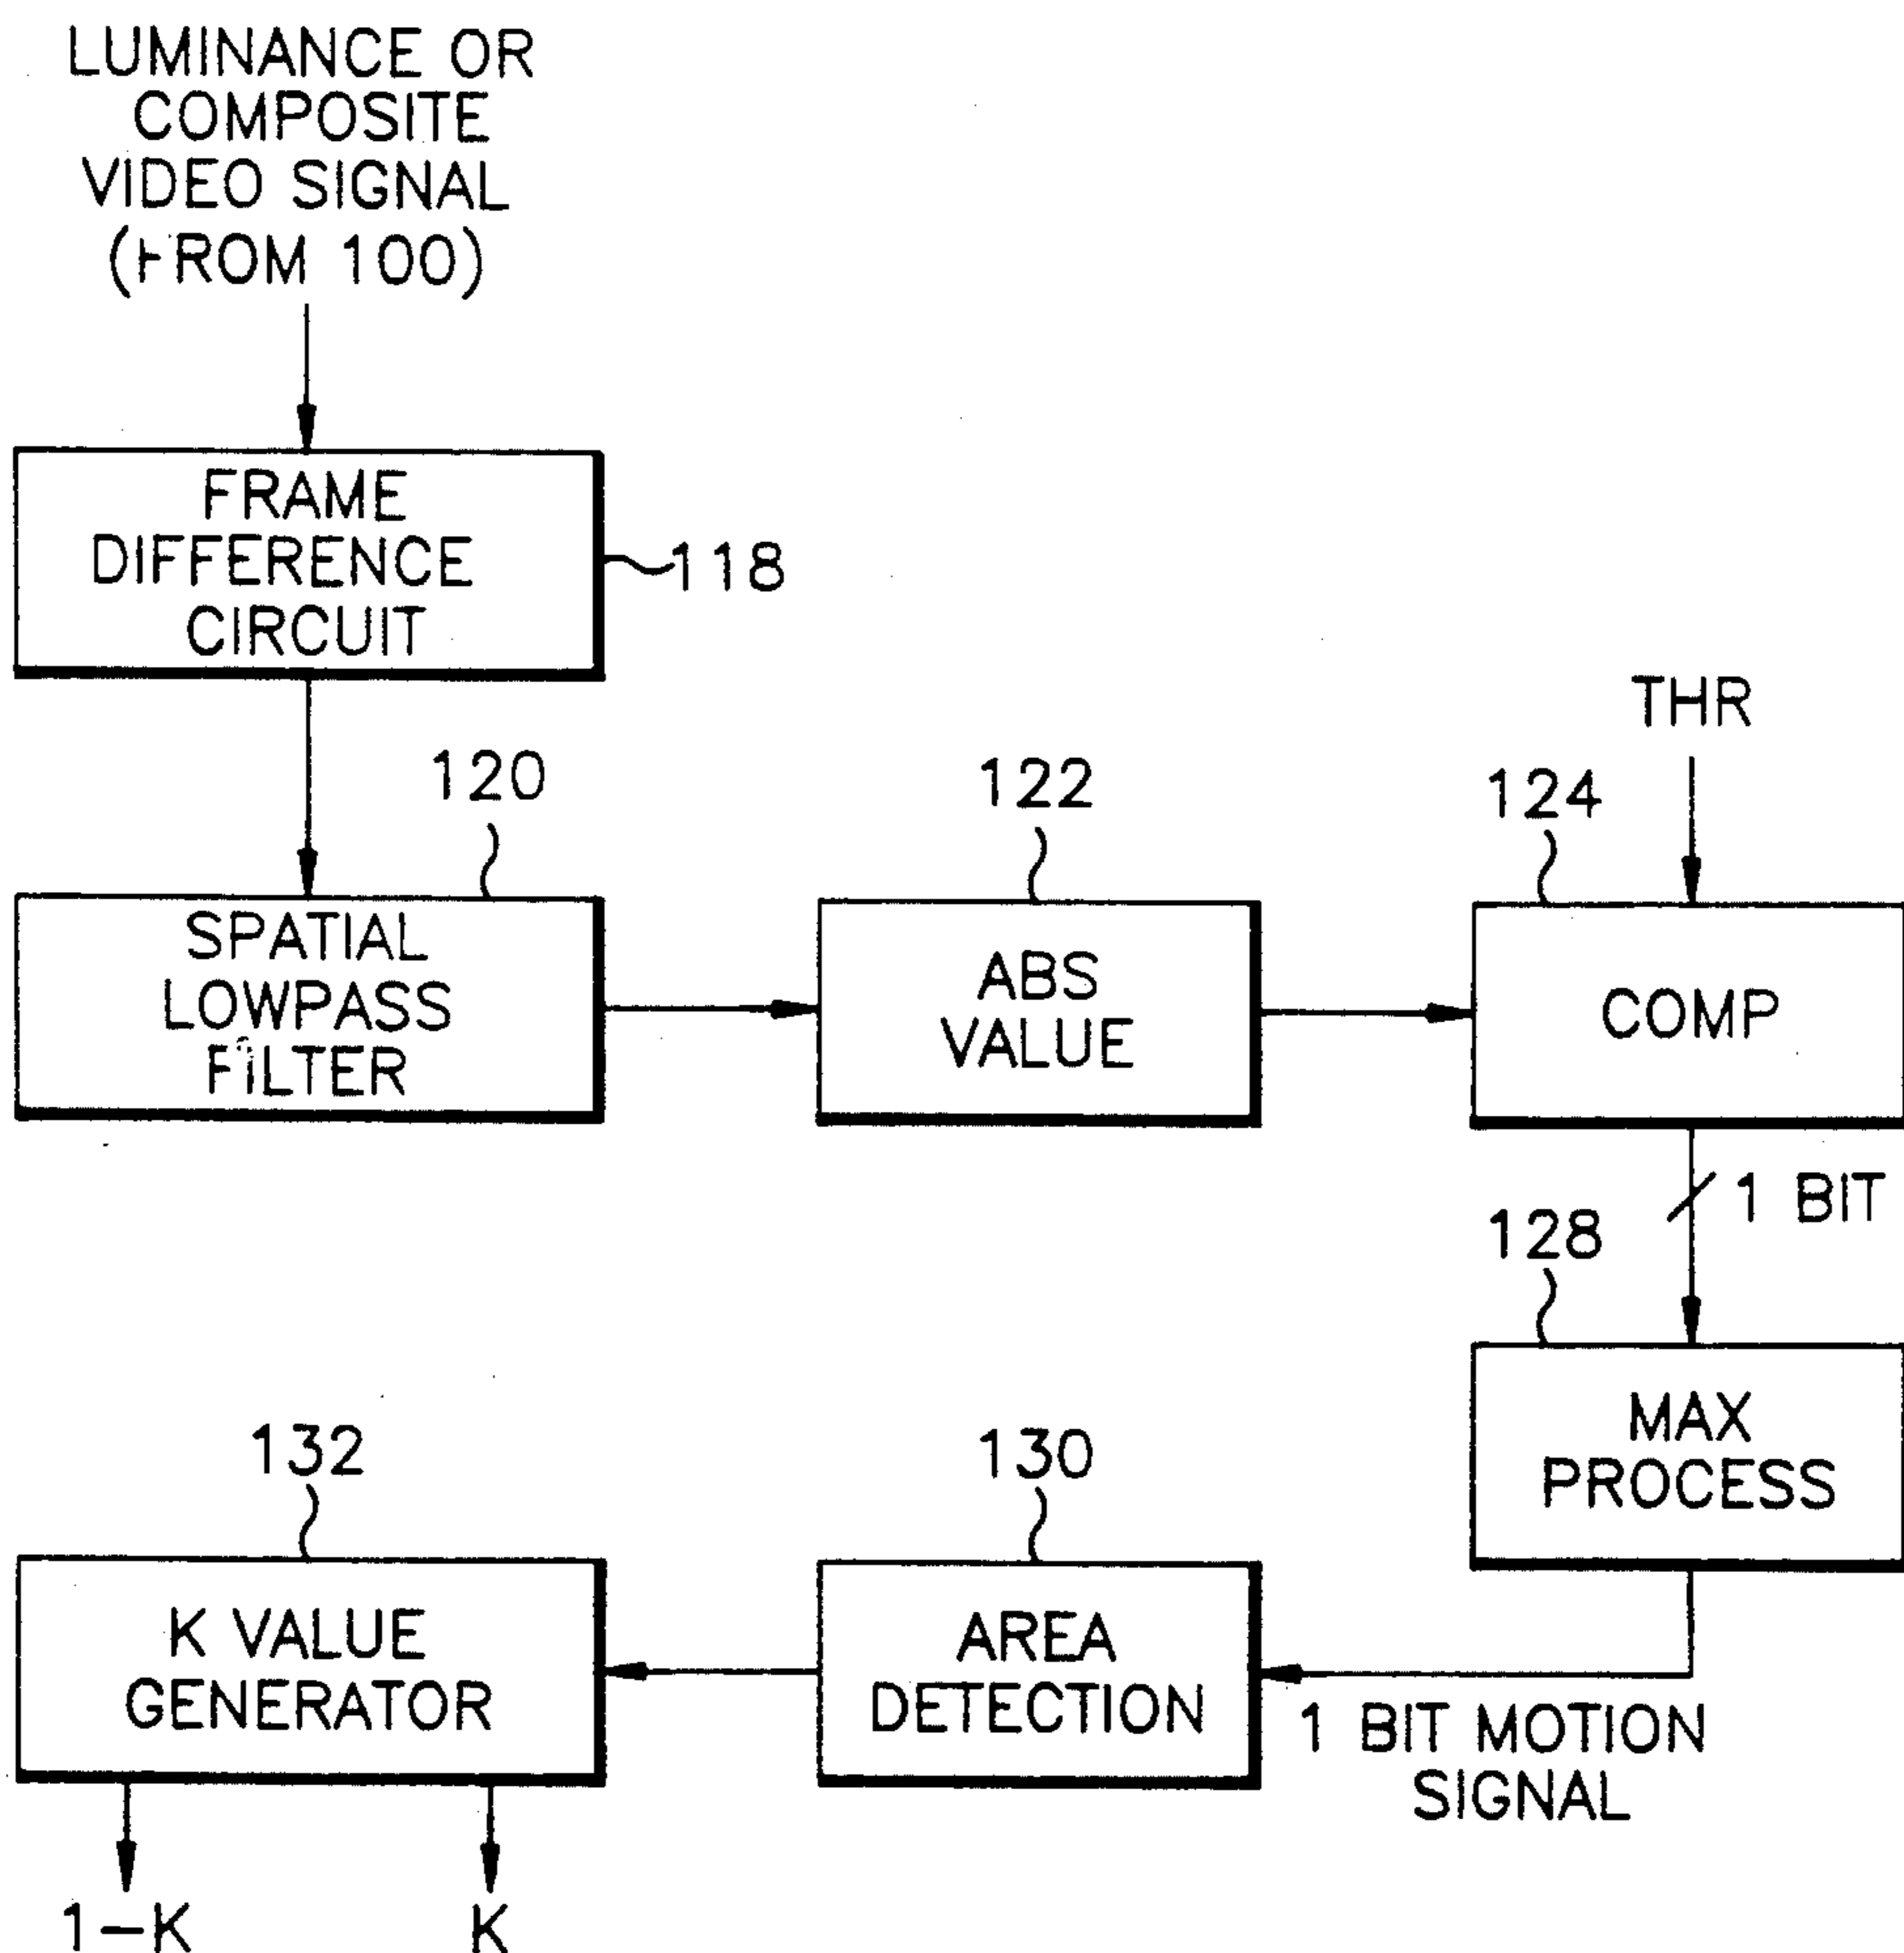 LUMINANCE OR
COMPOSITE
VIDEO SIGNAL
(FROM 100)
FRAME
DIFFERENCE
CIRCUIT
118
THR
120
122
124
SPATIAL
LOWPASS
FILTER
ABS
VALUE
COMP
1 BIT
128
MAX
PROCESS
132
130
K VALUE
GENERATOR
AREA
DETECTION
1 BIT MOTION
SIGNAL
1-K
K